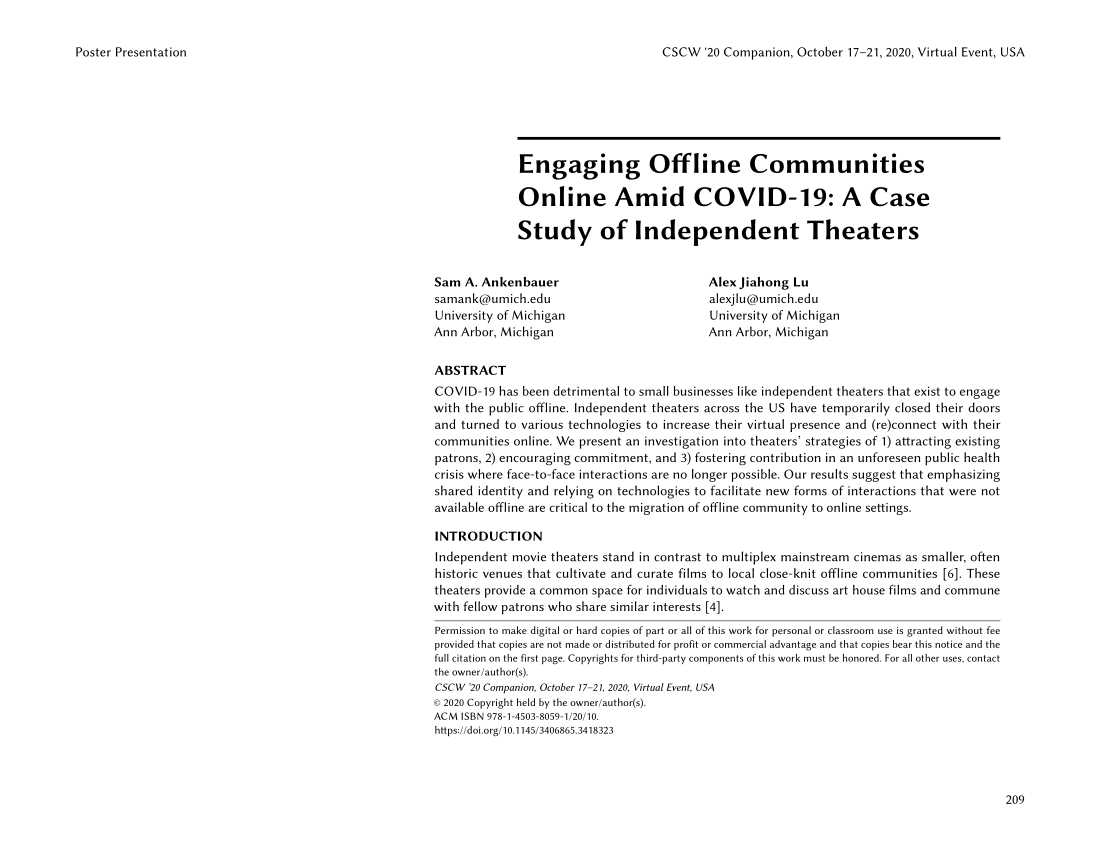 Poster Presentation
CSCW '20 Companion, October 17–21, 2020, Virtual Event, USA
Engaging Offline Communities
Online Amid COVID-19: A Case
Study of Independent Theaters
Sam A. Ankenbauer
samank@umich.edu
University of Michigan
Ann Arbor, Michigan
Alex Jiahong Lu
alexjlu@umich.edu
University of Michigan
Ann Arbor, Michigan
ABSTRACT
COVID-19 has been detrimental to small businesses like independent theaters that exist to engage
with the public offline. Independent theaters across the US have temporarily closed their doors
and turned to various technologies to increase their virtual presence and (re)connect with their
communities online. We present an investigation into theaters' strategies of 1) attracting existing
patrons, 2) encouraging commitment, and 3) fostering contribution in an unforeseen public health
crisis where face-to-face interactions are no longer possible. Our results suggest that emphasizing
shared identity and relying on technologies to facilitate new forms of interactions that were not
available offline are critical to the migration of offline community to online settings.
INTRODUCTION
Independent movie theaters stand in contrast to multiplex mainstream cinemas as smaller, often
historic venues that cultivate and curate films to local close-knit offline communities [6]. These
theaters provide a common space for individuals to watch and discuss art house films and commune
with fellow patrons who share similar interests [4].
Permission to make digital or hard copies of part or all of this work for personal or classroom use is granted without fee
provided that copies are not made or distributed for profit or commercial advantage and that copies bear this notice and the
full citation on the first page. Copyrights for third-party components of this work must be honored. For all other uses, contact
the owner/author(s).
CSCW '20 Companion, October 17–21, 2020, Virtual Event, USA
© 2020 Copyright held by the owner/author(s).
ACM ISBN 978-1-4503-8059-1/20/10.
https://doi.org/10.1145/3406865.3418323
209